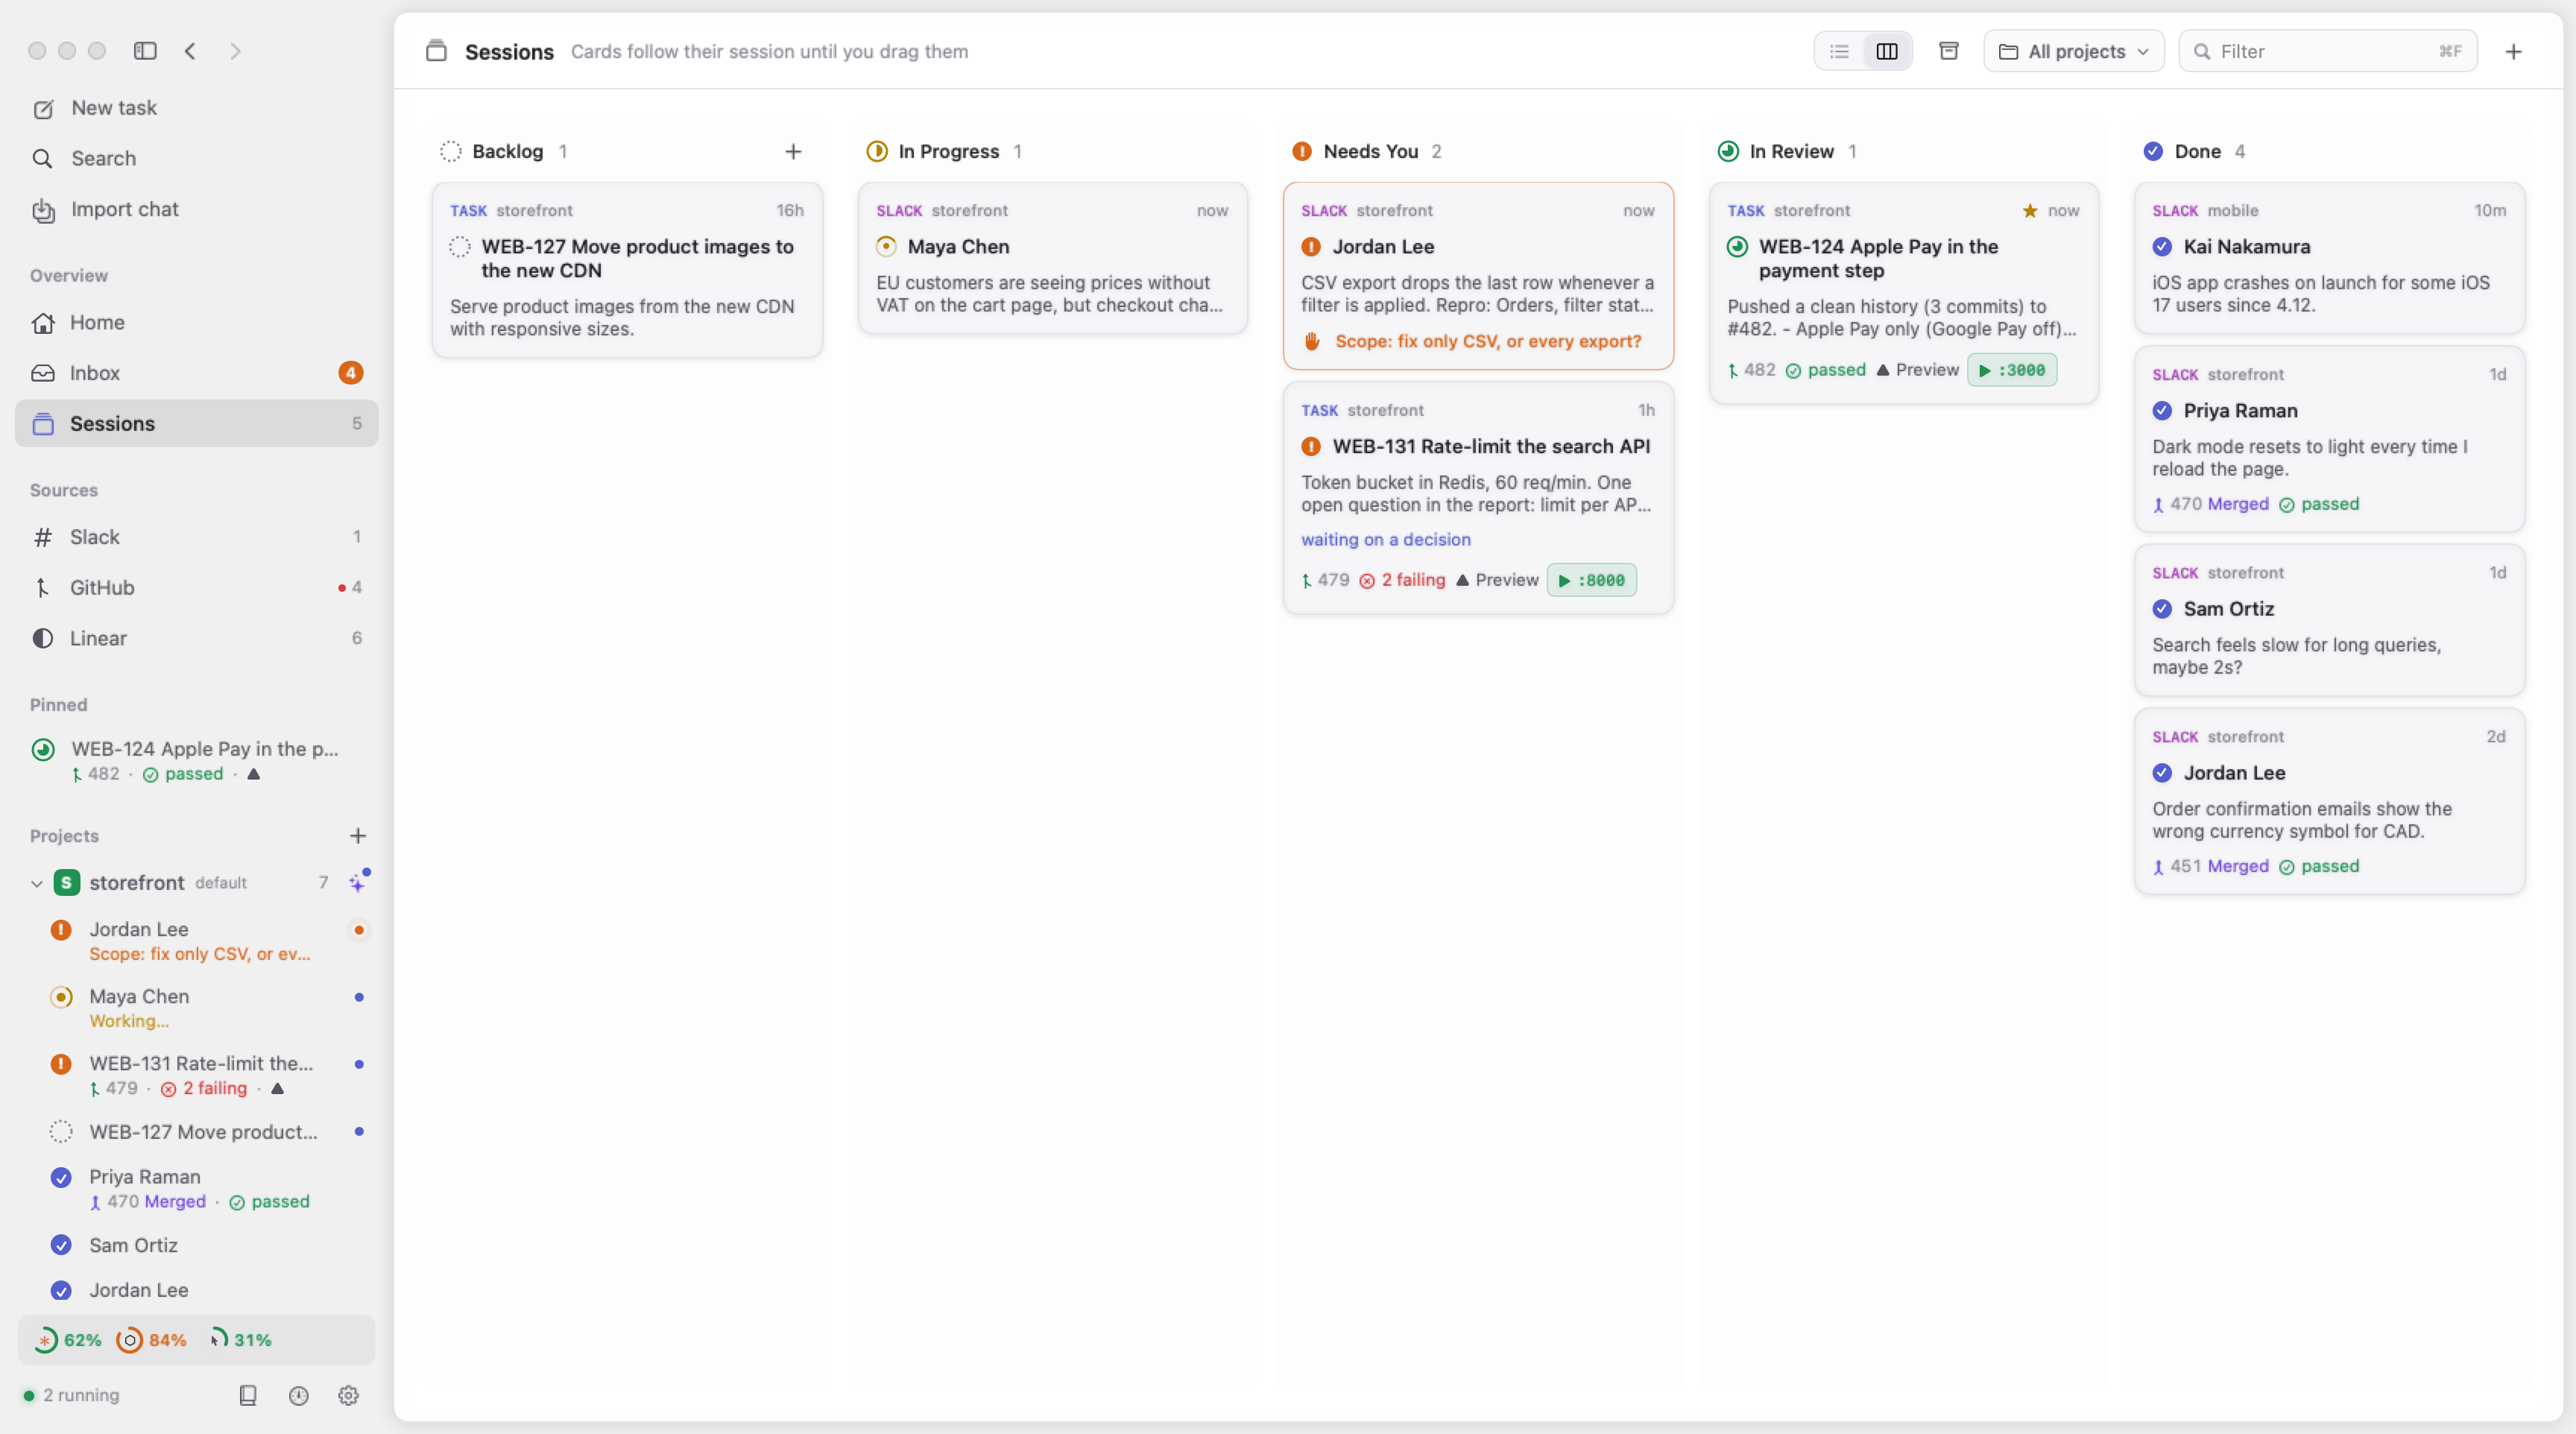 New task
Search
Import chat
Overview
Home
Inbox 4
Sessions 5
Sources
Slack 1
GitHub 4
Linear 6
Pinned
WEB-124 Apple Pay in the p...
482 · passed ·
Projects
S storefront default 7
Jordan Lee
Scope: fix only CSV, or ev...
Maya Chen
Working...
WEB-131 Rate-limit the...
479 · 2 failing ·
WEB-127 Move product...
Priya Raman
470 Merged · passed
Sam Ortiz
Jordan Lee
62% 84% 31%
2 running
Sessions Cards follow their session until you drag them
All projects
Filter ⌘F
Backlog 1
TASK storefront 16h
WEB-127 Move product images to
the new CDN
Serve product images from the new CDN
with responsive sizes.
In Progress 1
SLACK storefront now
Maya Chen
EU customers are seeing prices without
VAT on the cart page, but checkout cha...
Needs You 2
SLACK storefront now
Jordan Lee
CSV export drops the last row whenever a
filter is applied. Repro: Orders, filter stat...
Scope: fix only CSV, or every export?
TASK storefront 1h
WEB-131 Rate-limit the search API
Token bucket in Redis, 60 req/min. One
open question in the report: limit per AP...
waiting on a decision
479 2 failing Preview :8000
In Review 1
TASK storefront now
WEB-124 Apple Pay in the
payment step
Pushed a clean history (3 commits) to
#482. - Apple Pay only (Google Pay off)...
482 passed Preview :3000
Done 4
SLACK mobile 10m
Kai Nakamura
iOS app crashes on launch for some iOS
17 users since 4.12.
SLACK storefront 1d
Priya Raman
Dark mode resets to light every time I
reload the page.
470 Merged passed
SLACK storefront 1d
Sam Ortiz
Search feels slow for long queries,
maybe 2s?
SLACK storefront 2d
Jordan Lee
Order confirmation emails show the
wrong currency symbol for CAD.
451 Merged passed